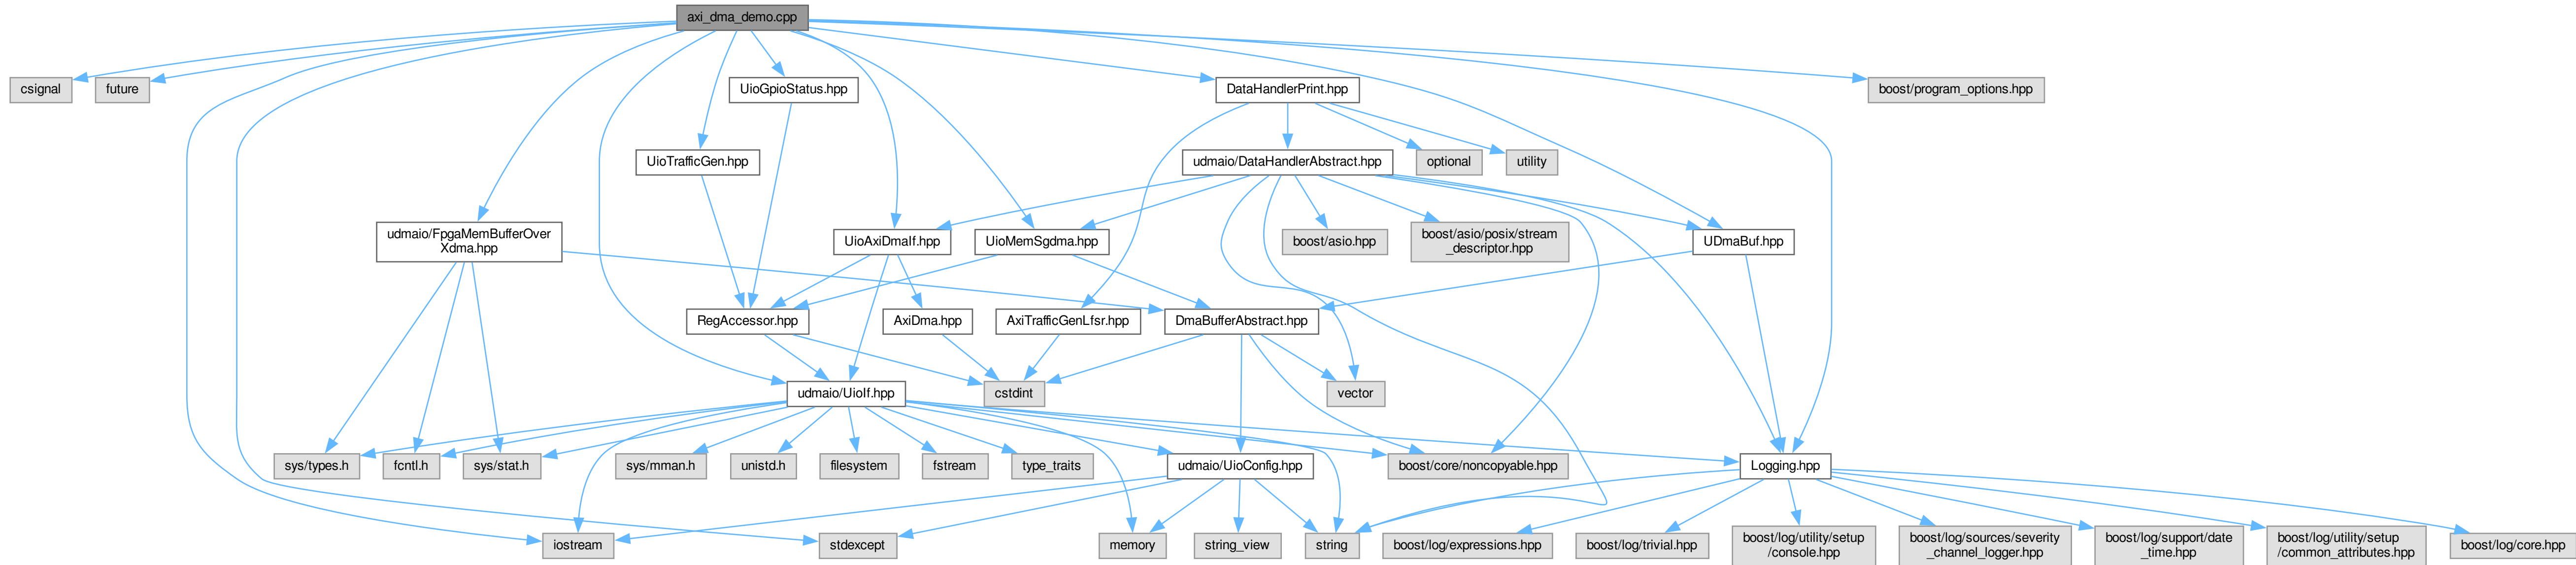 axi_dma_demo.cpp
csignal
future
UioGpioStatus.hpp
DataHandlerPrint.hpp
boost/program_options.hpp
UioTrafficGen.hpp
udmaio/DataHandlerAbstract.hpp
optional
utility
udmaio/FpgaMemBufferOver
Xdma.hpp
UioAxiDmaIf.hpp
UioMemSgdma.hpp
boost/asio.hpp
boost/asio/posix/stream
_descriptor.hpp
UDmaBuf.hpp
RegAccessor.hpp
AxiDma.hpp
AxiTrafficGenLfsr.hpp
DmaBufferAbstract.hpp
udmaio/UioIf.hpp
cstdint
vector
sys/types.h
fcntl.h
sys/stat.h
sys/mman.h
unistd.h
filesystem
fstream
type_traits
udmaio/UioConfig.hpp
boost/core/noncopyable.hpp
Logging.hpp
iostream
stdexcept
memory
string_view
string
boost/log/expressions.hpp
boost/log/trivial.hpp
boost/log/utility/setup
/console.hpp
boost/log/sources/severity
_channel_logger.hpp
boost/log/support/date
_time.hpp
boost/log/utility/setup
/common_attributes.hpp
boost/log/core.hpp